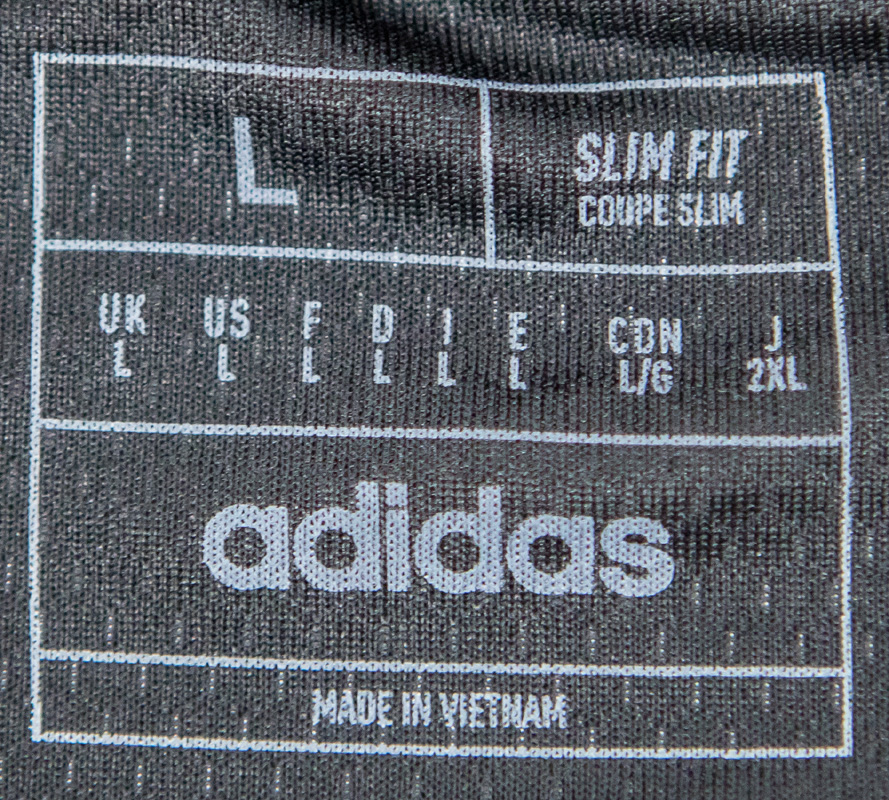 L
SLIM FIT
COUPE SLIM
UK US F D I E CDN J
L L L L L L L/G 2XL
adidas
MADE IN VIETNAM